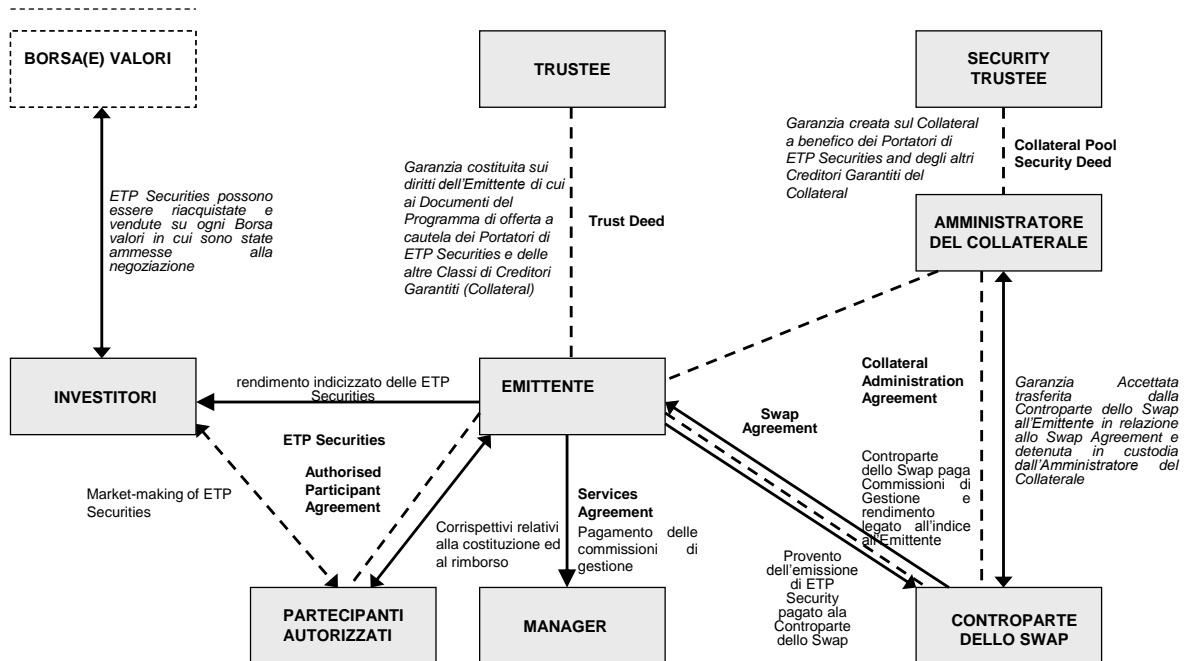 BORSA(E) VALORI
TRUSTEE
SECURITY
TRUSTEE
Garanzia creata sul Collateral
a benefico dei Portatori di
ETP Securities and degli altri
Creditori Garantiti del
Collateral
Collateral Pool
Security Deed
ETP Securities possono
essere riacquistate e
vendute su ogni Borsa
valori in cui sono state
ammesse alla
negoziazione
Garanzia costituita sui
diritti dell'Emittente di cui
ai Documenti del
Programma di offerta a
cautela dei Portatori di
ETP Securities e delle
altre Classi di Creditori
Garantiti (Collateral)
Trust Deed
AMMINISTRATORE
DEL COLLATERALE
INVESTITORI
rendimento indicizzato delle ETP
Securities
EMITTENTE
ETP Securities
Authorised
Participant
Agreement
Swap
Agreement
Collateral
Administration
Agreement
Controparte
dello Swap paga
Commissioni di
Gestione e
rendimento
legato all'indice
all'Emittente
Garanzia Accettata
trasferita dalla
Controparte dello Swap
all'Emittente in relazione
allo Swap Agreement e
detenuta in custodia
dall'Amministratore del
Collaterale
Market-making of ETP
Securities
Corrispettivi relativi
alla costituzione ed
al rimborso
Services
Agreement
Pagamento delle
commissioni di
gestione
Provento
dell'emissione
di ETP
Security
pagato ala
Controparte
dello Swap
PARTECIPANTI
AUTORIZZATI
MANAGER
CONTROPARTE
DELLO SWAP